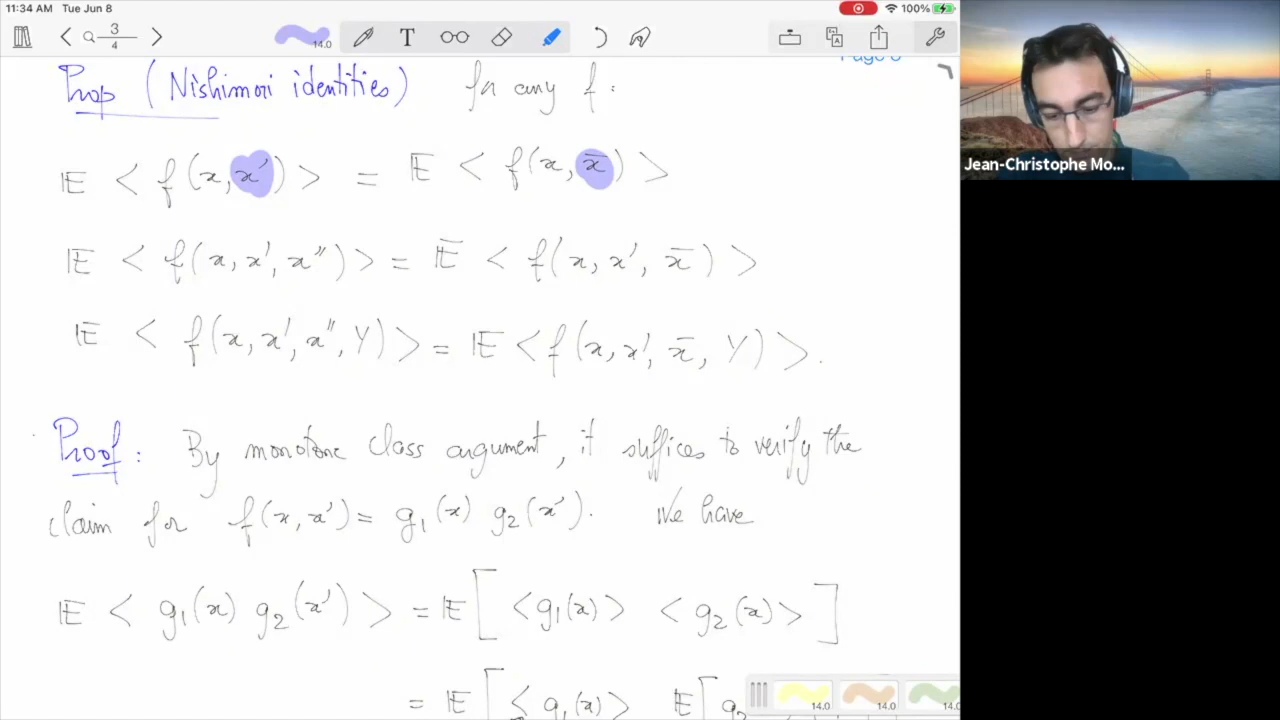 11:34 AM Tue Jun 8 100%
3/4 T 14.0
Page
Prop (Nishimori identities) for any f:
𝔼 < f(x, x') > = 𝔼 < f(x, x̄) >
𝔼 < f(x, x', x'') > = 𝔼 < f(x, x', x̄) >
𝔼 < f(x, x', x'', Y) > = 𝔼 < f(x, x', x̄, Y) >.
Proof: By monotone class argument, it suffices to verify the
claim for f(x, x') = g₁(x) g₂(x'). We have
𝔼 < g₁(x) g₂(x') > = 𝔼 [ < g₁(x) > < g₂(x) > ]
= 𝔼 [ < g₁(x) > 𝔼 [ g₂
14.0 14.0 14.0
Jean-Christophe Mo...